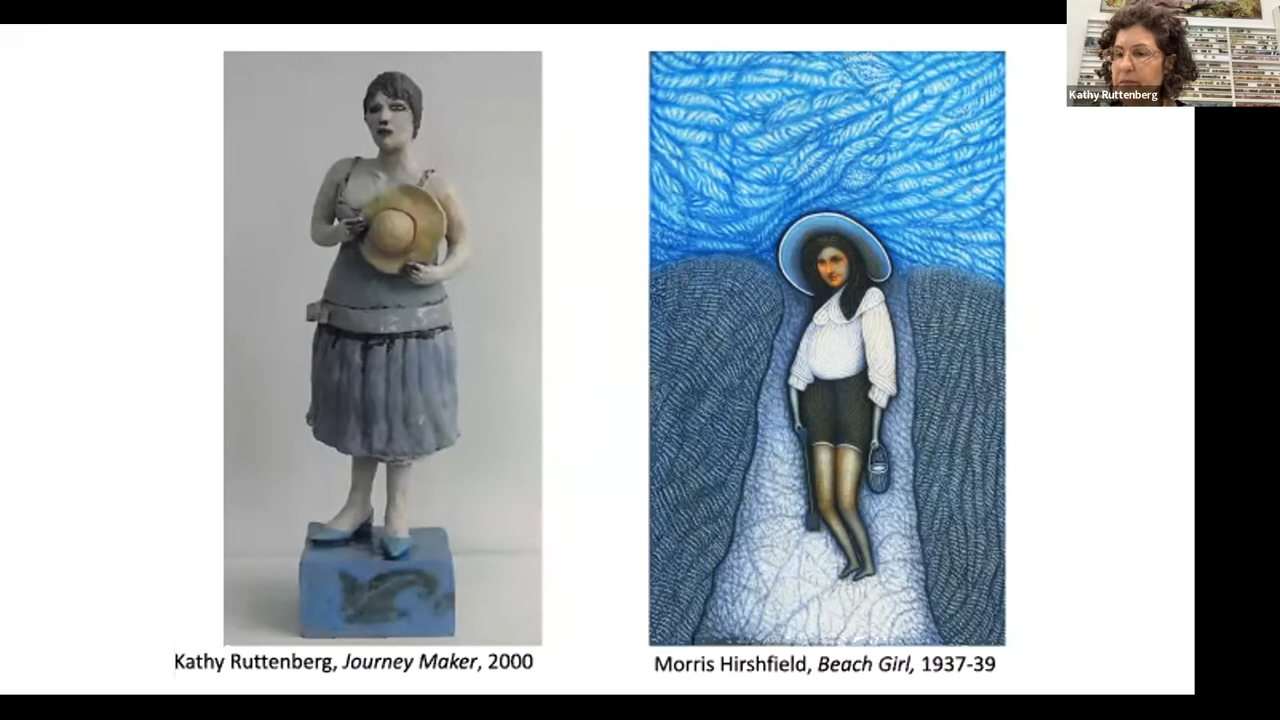 Kathy Ruttenberg
Kathy Ruttenberg, Journey Maker, 2000
Morris Hirshfield, Beach Girl, 1937-39